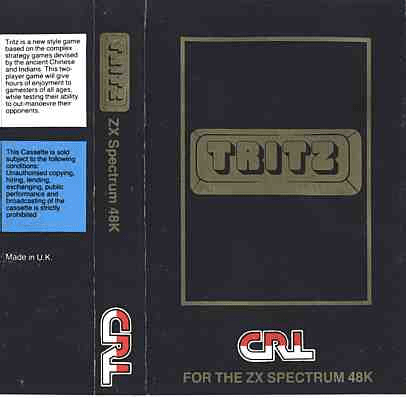 Tritz is a new style game
based on the complex
strategy games devised
by the ancient Chinese
and Indians. This two-
player game will give
hours of enjoyment to
gamesters of all ages,
while testing their ability
to out-manoevre their
opponents.
This Cassette is sold
subject to the following
conditions:
Unauthorised copying,
hiring, lending,
exchanging, public
performance and
broadcasting of the
cassette is strictly
prohibited
Made in U.K.
TRITZ
ZX Spectrum 48K
CRL
TRITZ
CRL
FOR THE ZX SPECTRUM 48K